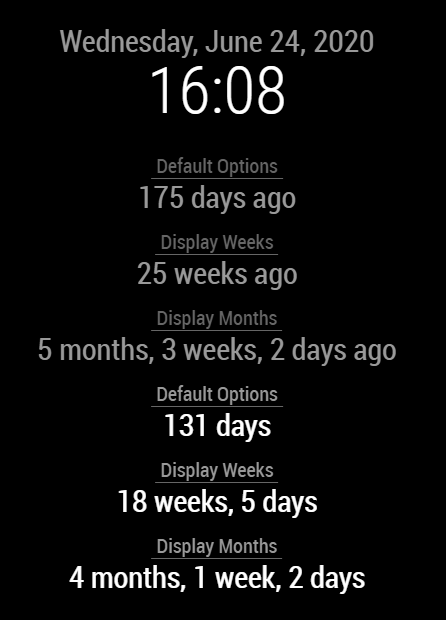 Wednesday, June 24, 2020
16:08
Default Options
175 days ago
Display Weeks
25 weeks ago
Display Months
5 months, 3 weeks, 2 days ago
Default Options
131 days
Display Weeks
18 weeks, 5 days
Display Months
4 months, 1 week, 2 days